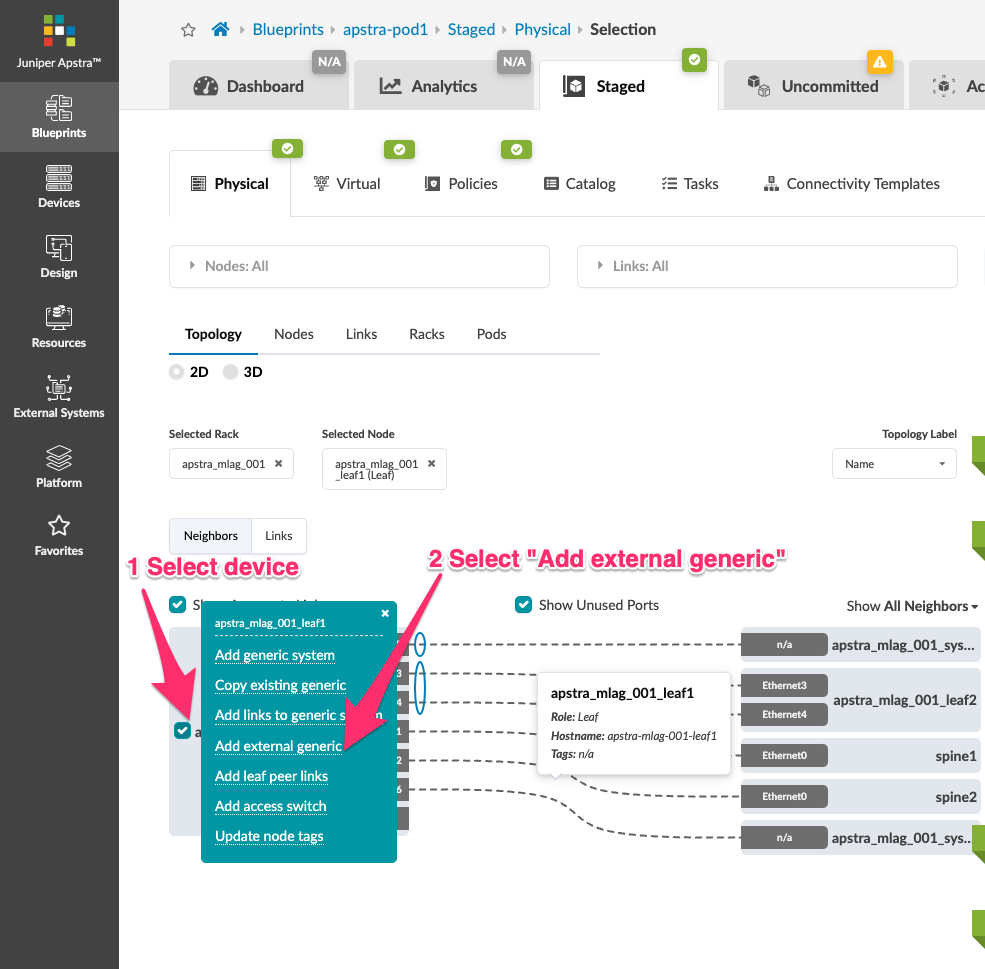 Juniper Apstra™
Blueprints
Devices
Design
Resources
External Systems
Platform
Favorites
Blueprints apstra-pod1 Staged Physical Selection
N/A
N/A
Dashboard Analytics Staged Uncommitted Ac
Physical Virtual Policies Catalog Tasks Connectivity Templates
Nodes: All Links: All
Topology Nodes Links Racks Pods
2D 3D
Selected Rack Selected Node Topology Label
apstra_mlag_001 ×
apstra_mlag_001 ×
_leaf1 (Leaf)
Name
Neighbors Links
1 Select device
2 Select "Add external generic"
Show Unused Ports
Show All Neighbors
×
apstra_mlag_001_leaf1
Add generic system
Copy existing generic
Add links to generic
Add external generic
Add leaf peer links
Add access switch
Update node tags
3
4
1
2
6
apstra_mlag_001_leaf1
Role: Leaf
Hostname: apstra-mlag-001-leaf1
Tags: n/a
n/a apstra_mlag_001_sys...
Ethernet3
apstra_mlag_001_leaf2
Ethernet4
Ethernet0 spine1
Ethernet0 spine2
n/a apstra_mlag_001_sys...